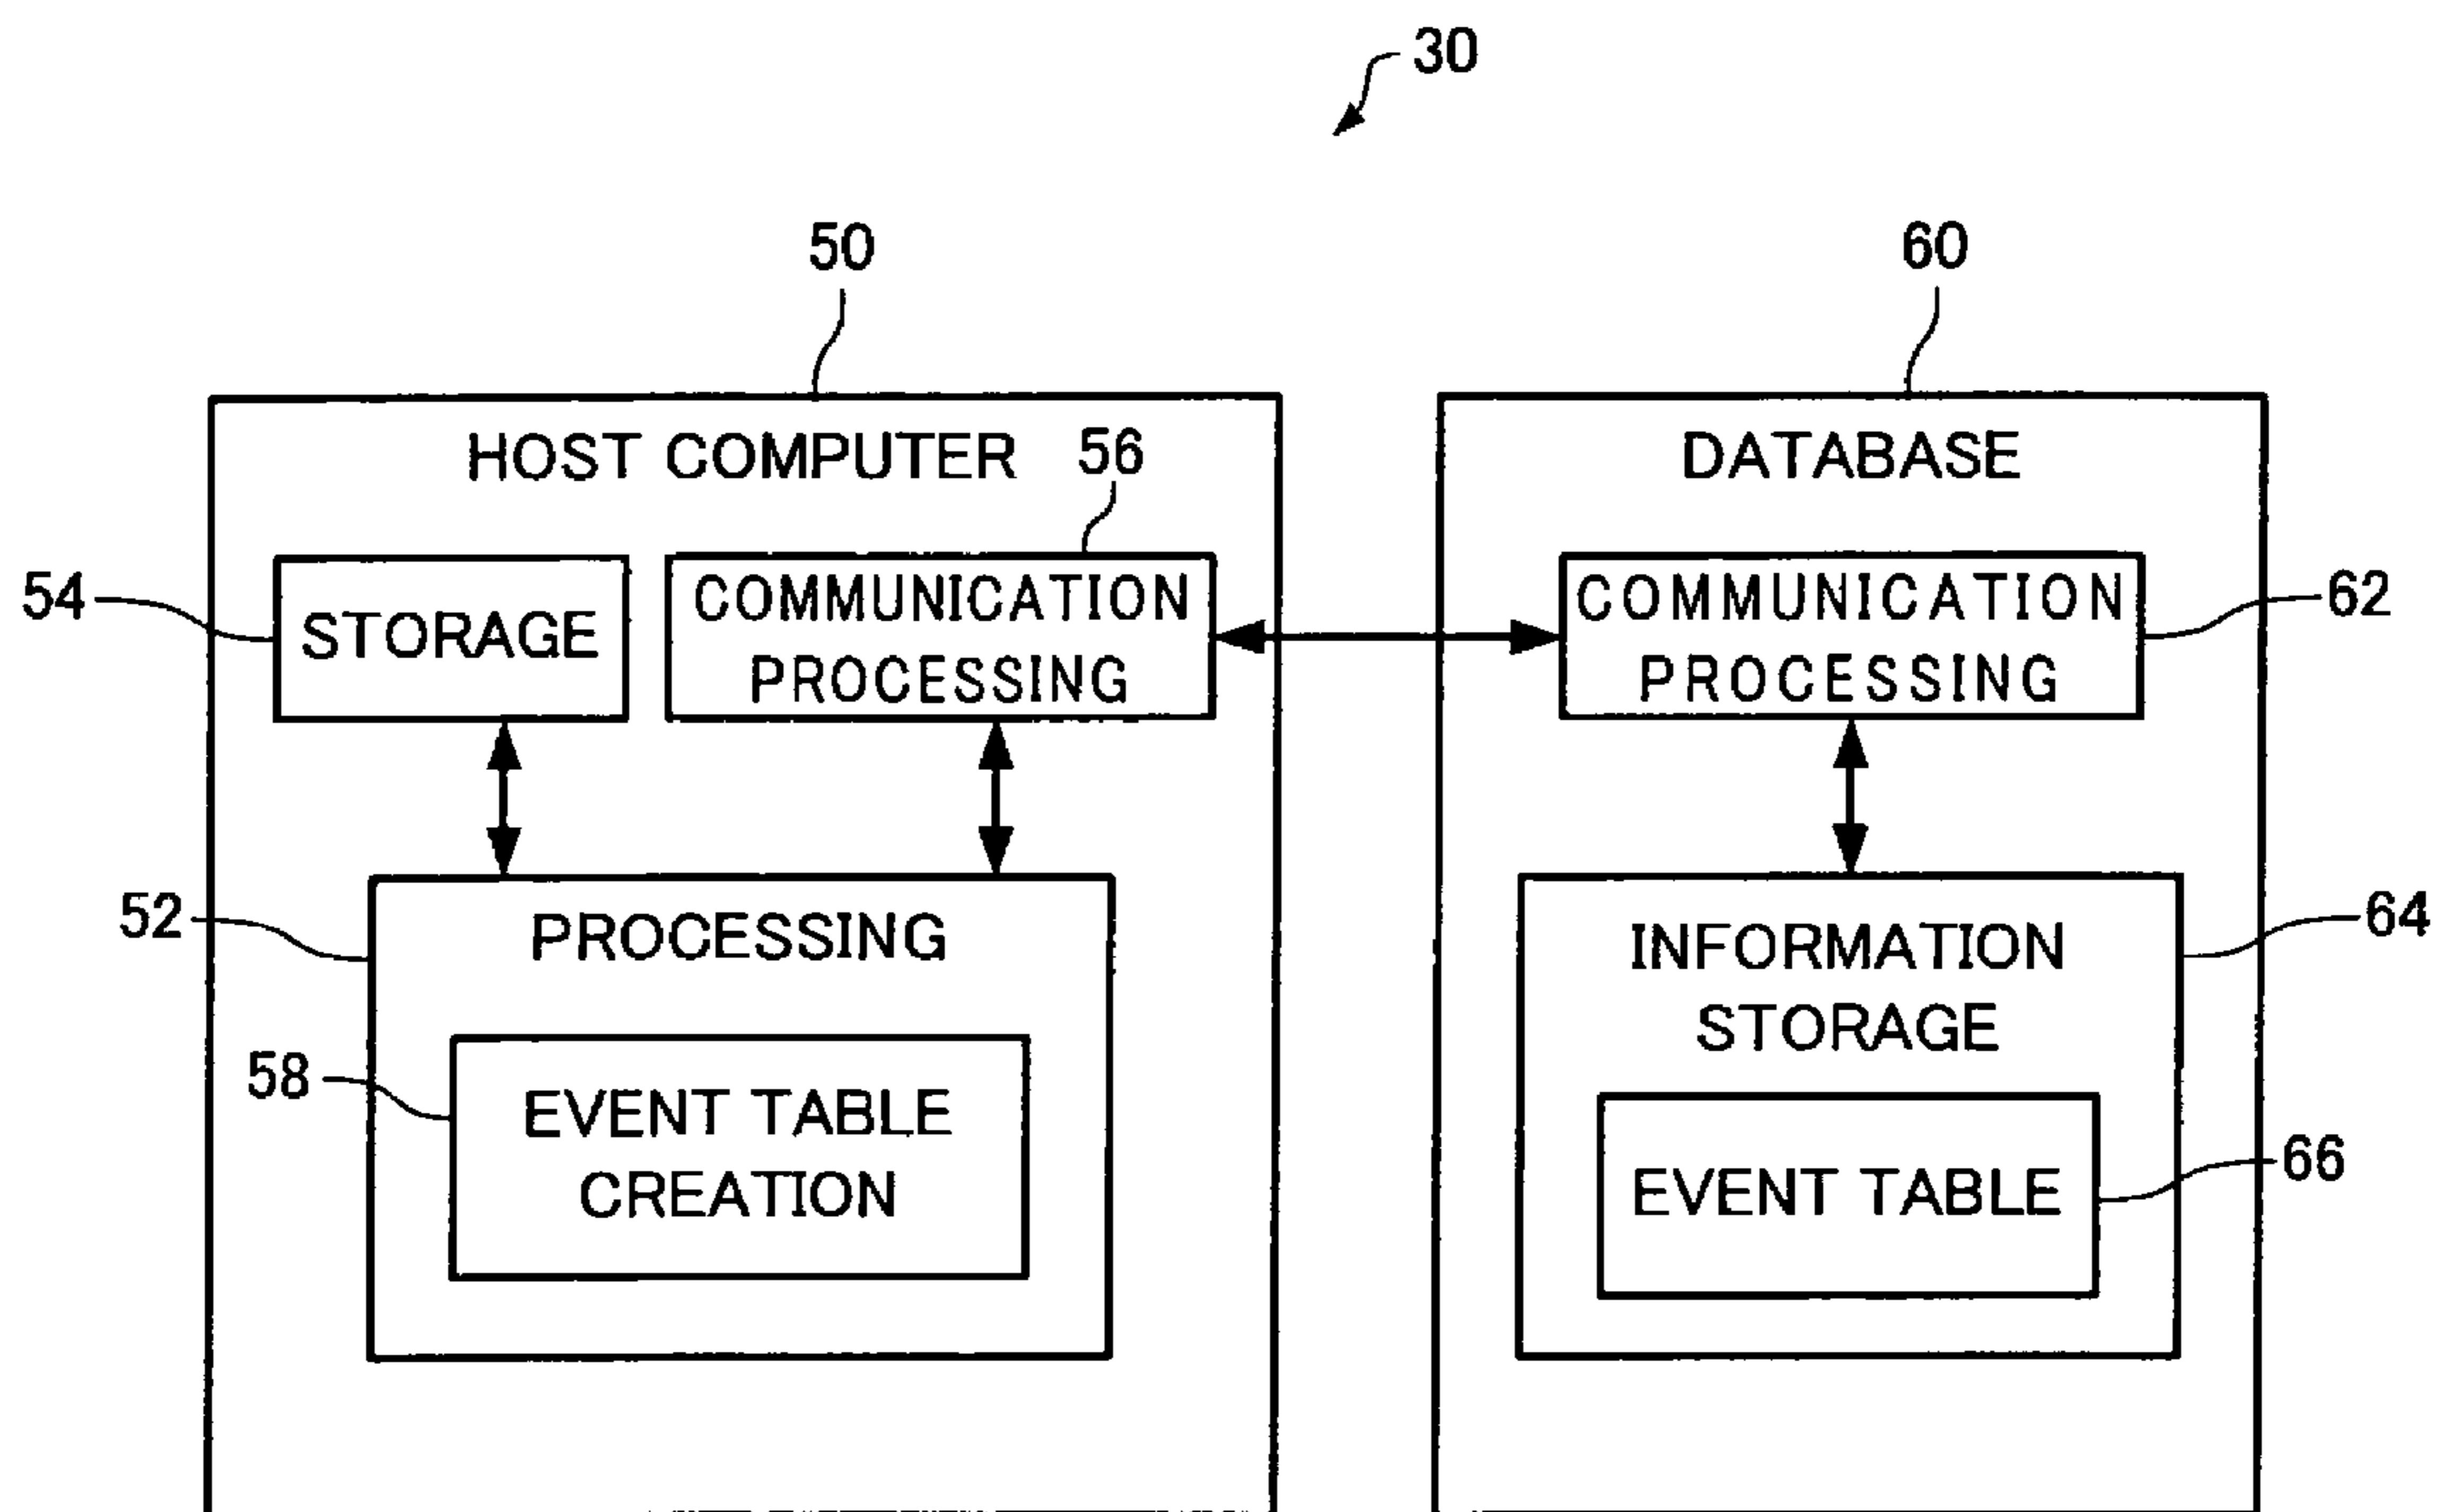 30
50
60
HOST COMPUTER
56
DATABASE
54
STORAGE
COMMUNICATION
PROCESSING
COMMUNICATION
PROCESSING
62
52
PROCESSING
58
EVENT TABLE
CREATION
INFORMATION
STORAGE
64
EVENT TABLE
66